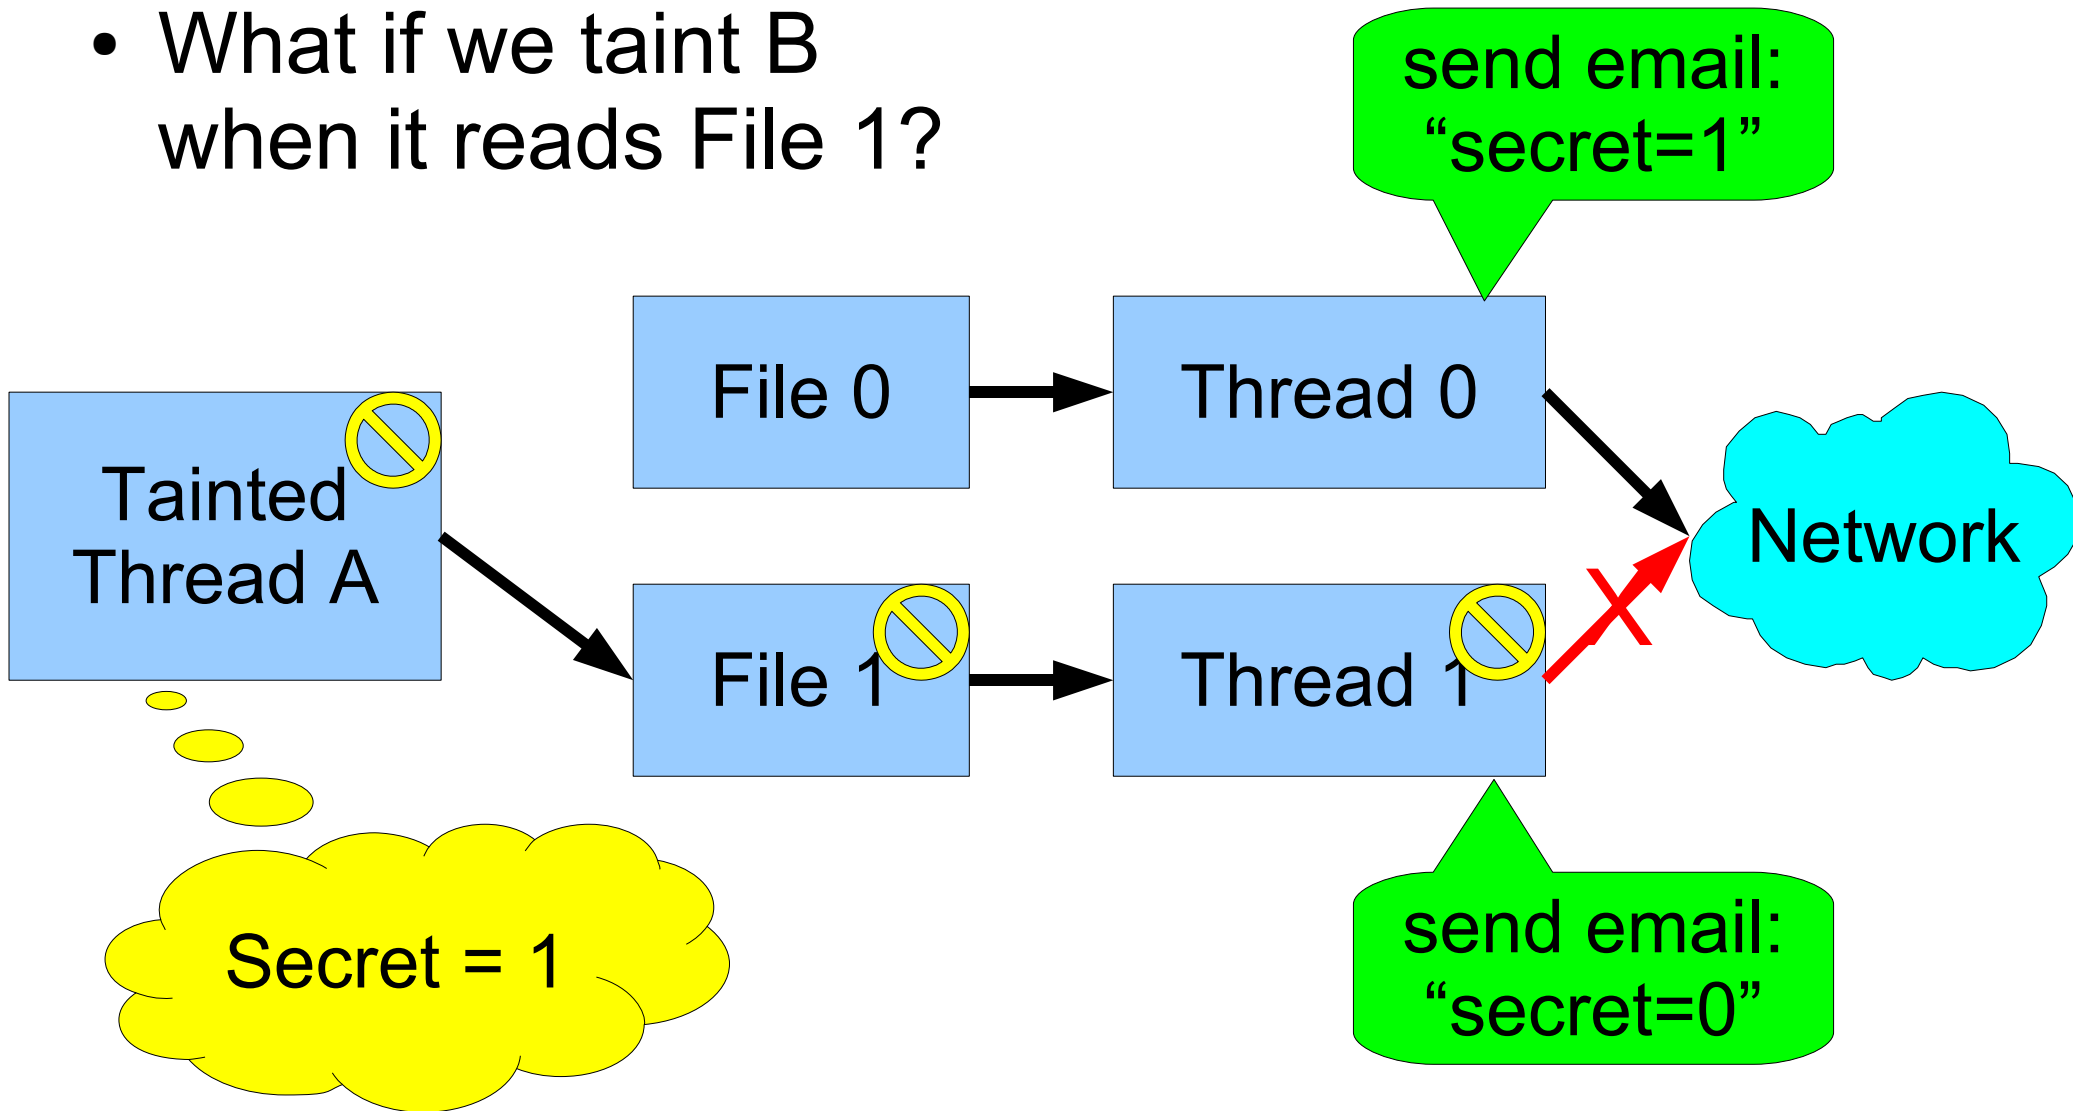 • What if we taint B
when it reads File 1?
send email:
“secret=1”
File 0
Thread 0
Tainted
Thread A
Network
X
File 1
Thread 1
Secret = 1
send email:
“secret=0”